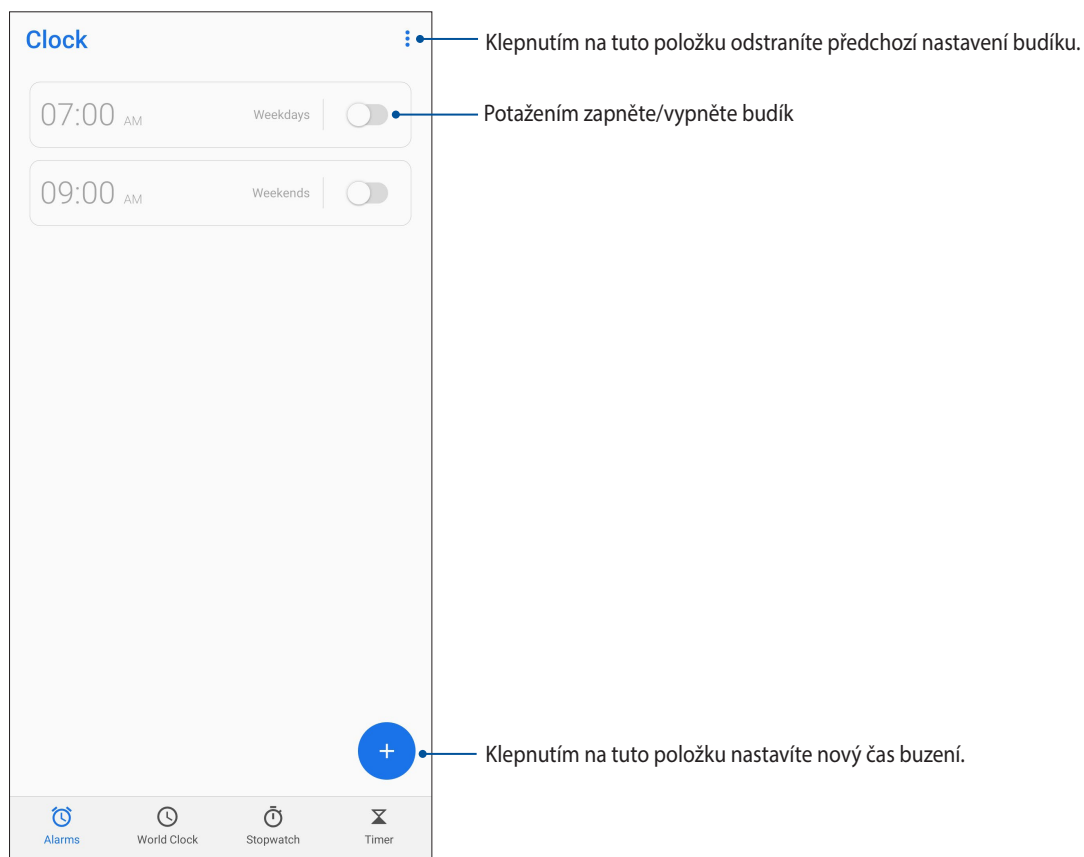 Clock
Klepnutím na tuto položku odstraníte předchozí nastavení budíku.
07:00 AM Weekdays
Potažením zapněte/vypněte budík
09:00 AM Weekends
+
Klepnutím na tuto položku nastavíte nový čas buzení.
Alarms World Clock Stopwatch Timer